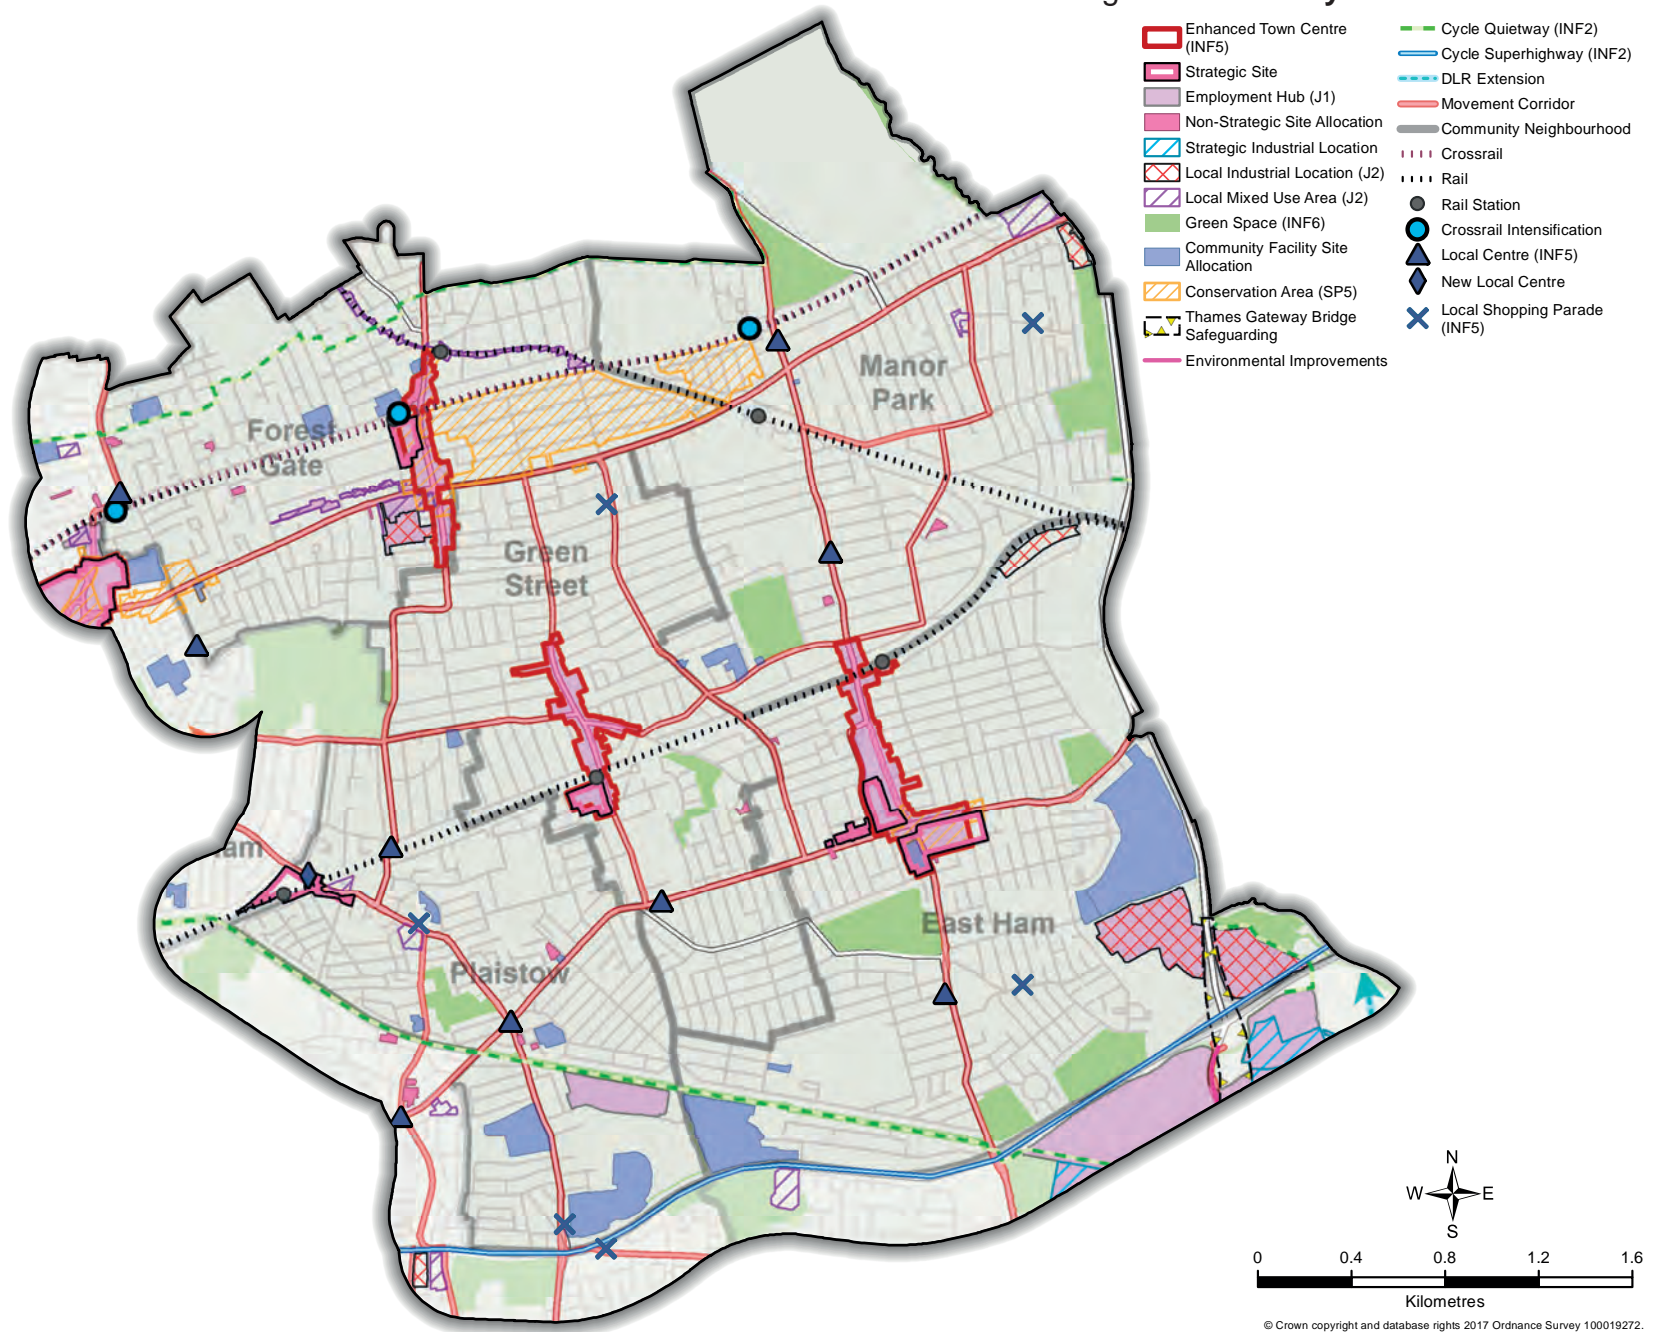 Enhanced Town Centre
(INF5)
Strategic Site
Employment Hub (J1)
Non-Strategic Site Allocation
Strategic Industrial Location
Local Industrial Location (J2)
Local Mixed Use Area (J2)
Green Space (INF6)
Community Facility Site
Allocation
Conservation Area (SP5)
Thames Gateway Bridge
Safeguarding
Environmental Improvements
Cycle Quietway (INF2)
Cycle Superhighway (INF2)
DLR Extension
Movement Corridor
Community Neighbourhood
Crossrail
Rail
Rail Station
Crossrail Intensification
Local Centre (INF5)
New Local Centre
Local Shopping Parade
(INF5)
Manor
Park
Forest
Gate
Green
Street
East Ham
Plaistow
N
W
E
S
0
0.4
0.8
1.2
1.6
Kilometres
© Crown copyright and database rights 2017 Ordnance Survey 100019272.